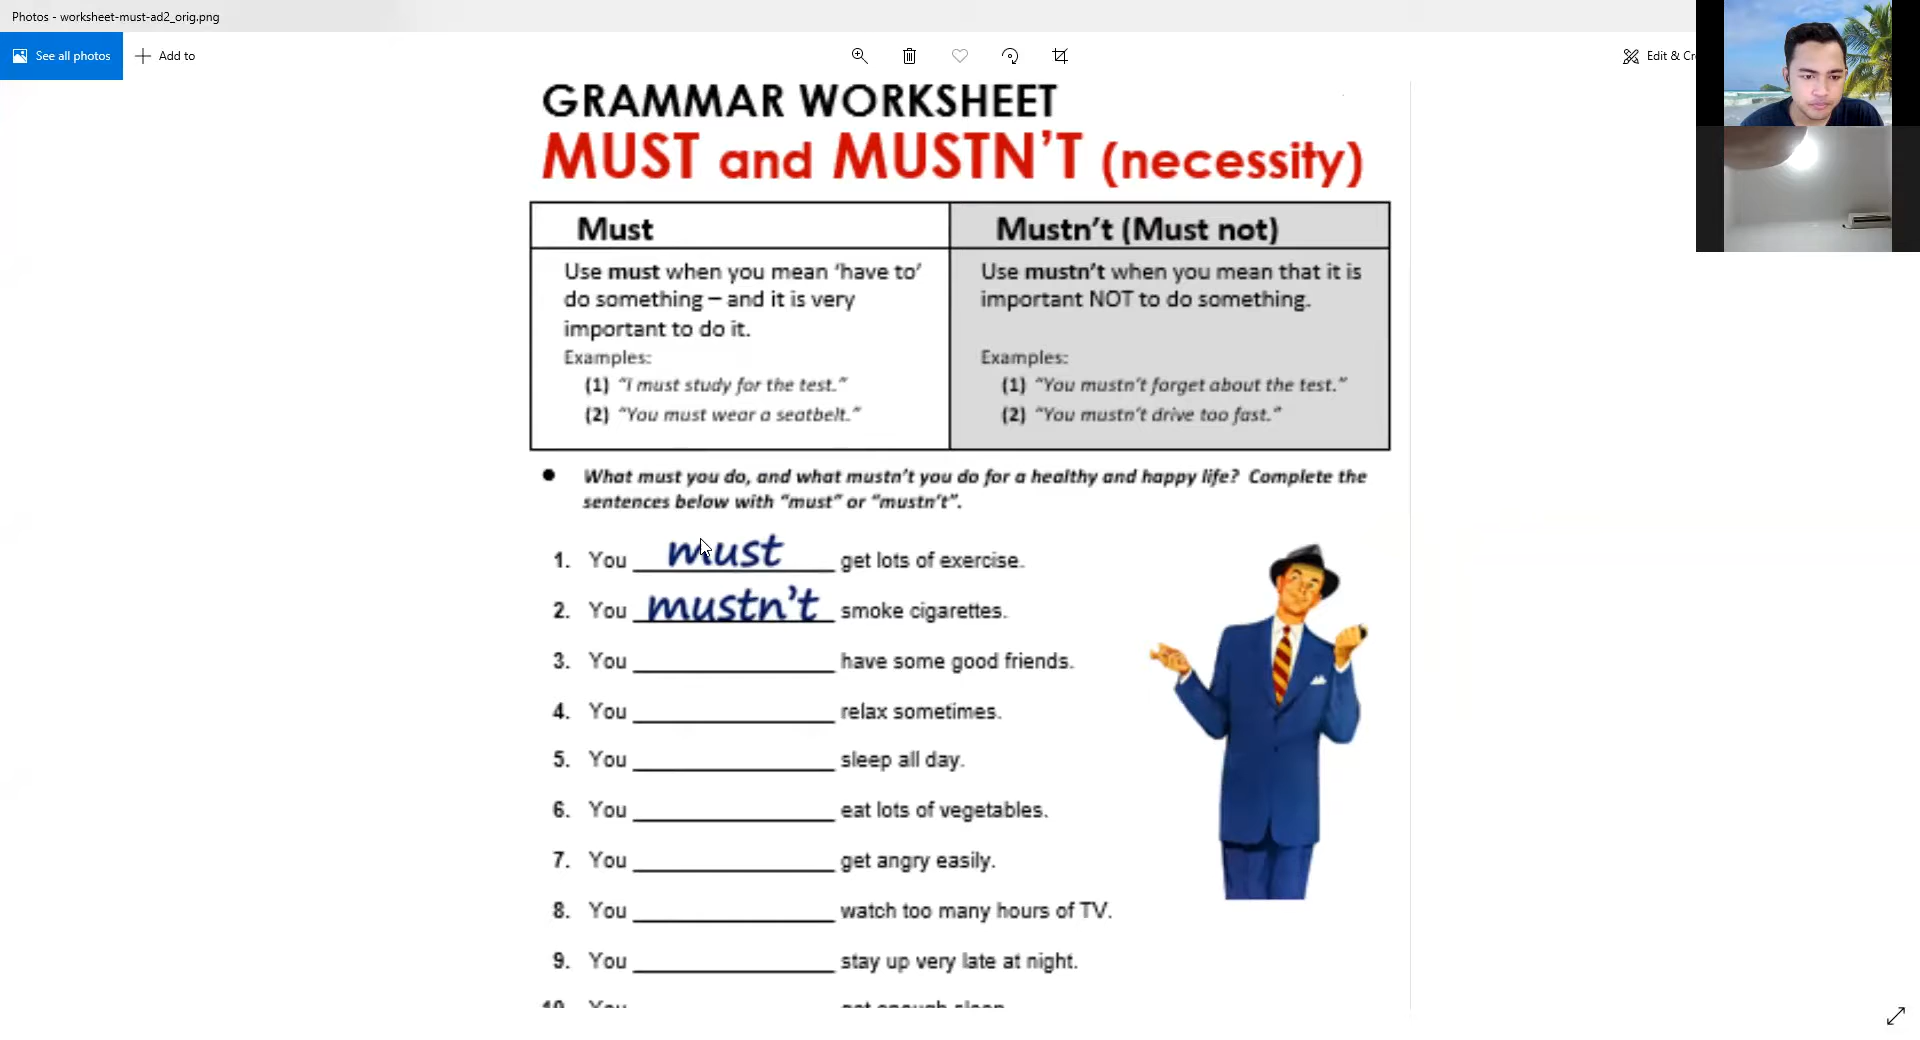 Photos - worksheet-must-ad2_orig.png
See all photos
Add to
Edit &
GRAMMAR WORKSHEET
MUST and MUSTN'T (necessity)
Must
Mustn't (Must not)
Use must when you mean 'have to'
do something – and it is very
important to do it.
Examples:
(1) "I must study for the test."
(2) "You must wear a seatbelt."
Use mustn't when you mean that it is
important NOT to do something.
Examples:
(1) "You mustn't forget about the test."
(2) "You mustn't drive too fast."
● What must you do, and what mustn't you do for a healthy and happy life? Complete the
sentences below with "must" or "mustn't".
1. You must get lots of exercise.
2. You mustn't smoke cigarettes.
3. You ______________ have some good friends.
4. You ______________ relax sometimes.
5. You ______________ sleep all day.
6. You ______________ eat lots of vegetables.
7. You ______________ get angry easily.
8. You ______________ watch too many hours of TV.
9. You ______________ stay up very late at night.